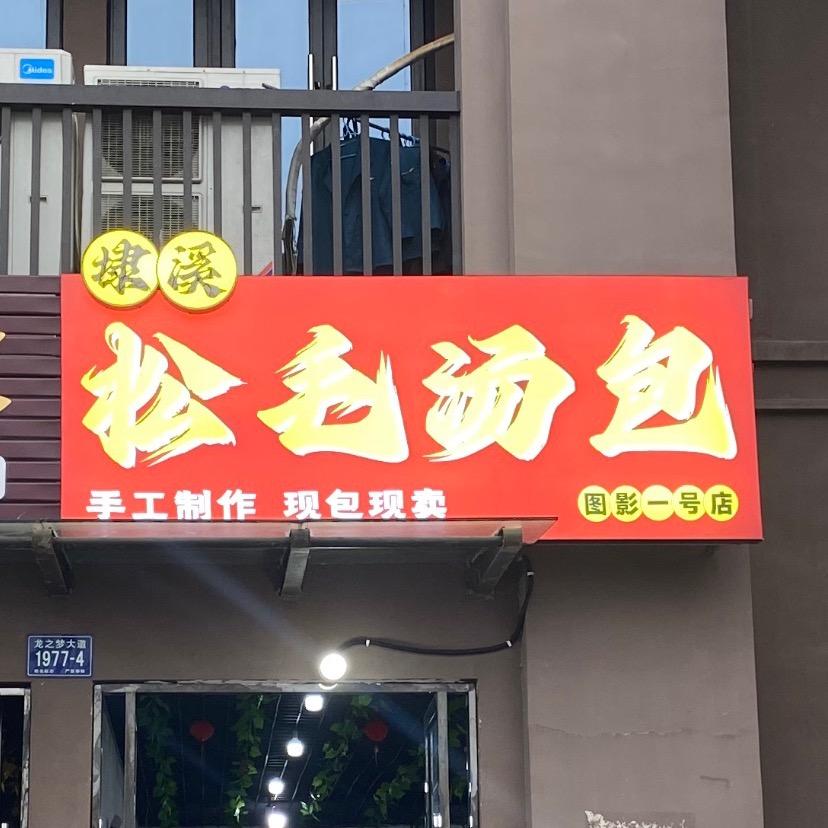 Midea
埭溪
松毛汤包
手工制作 现包现卖
图影一号店
龙之梦大道
1977-4